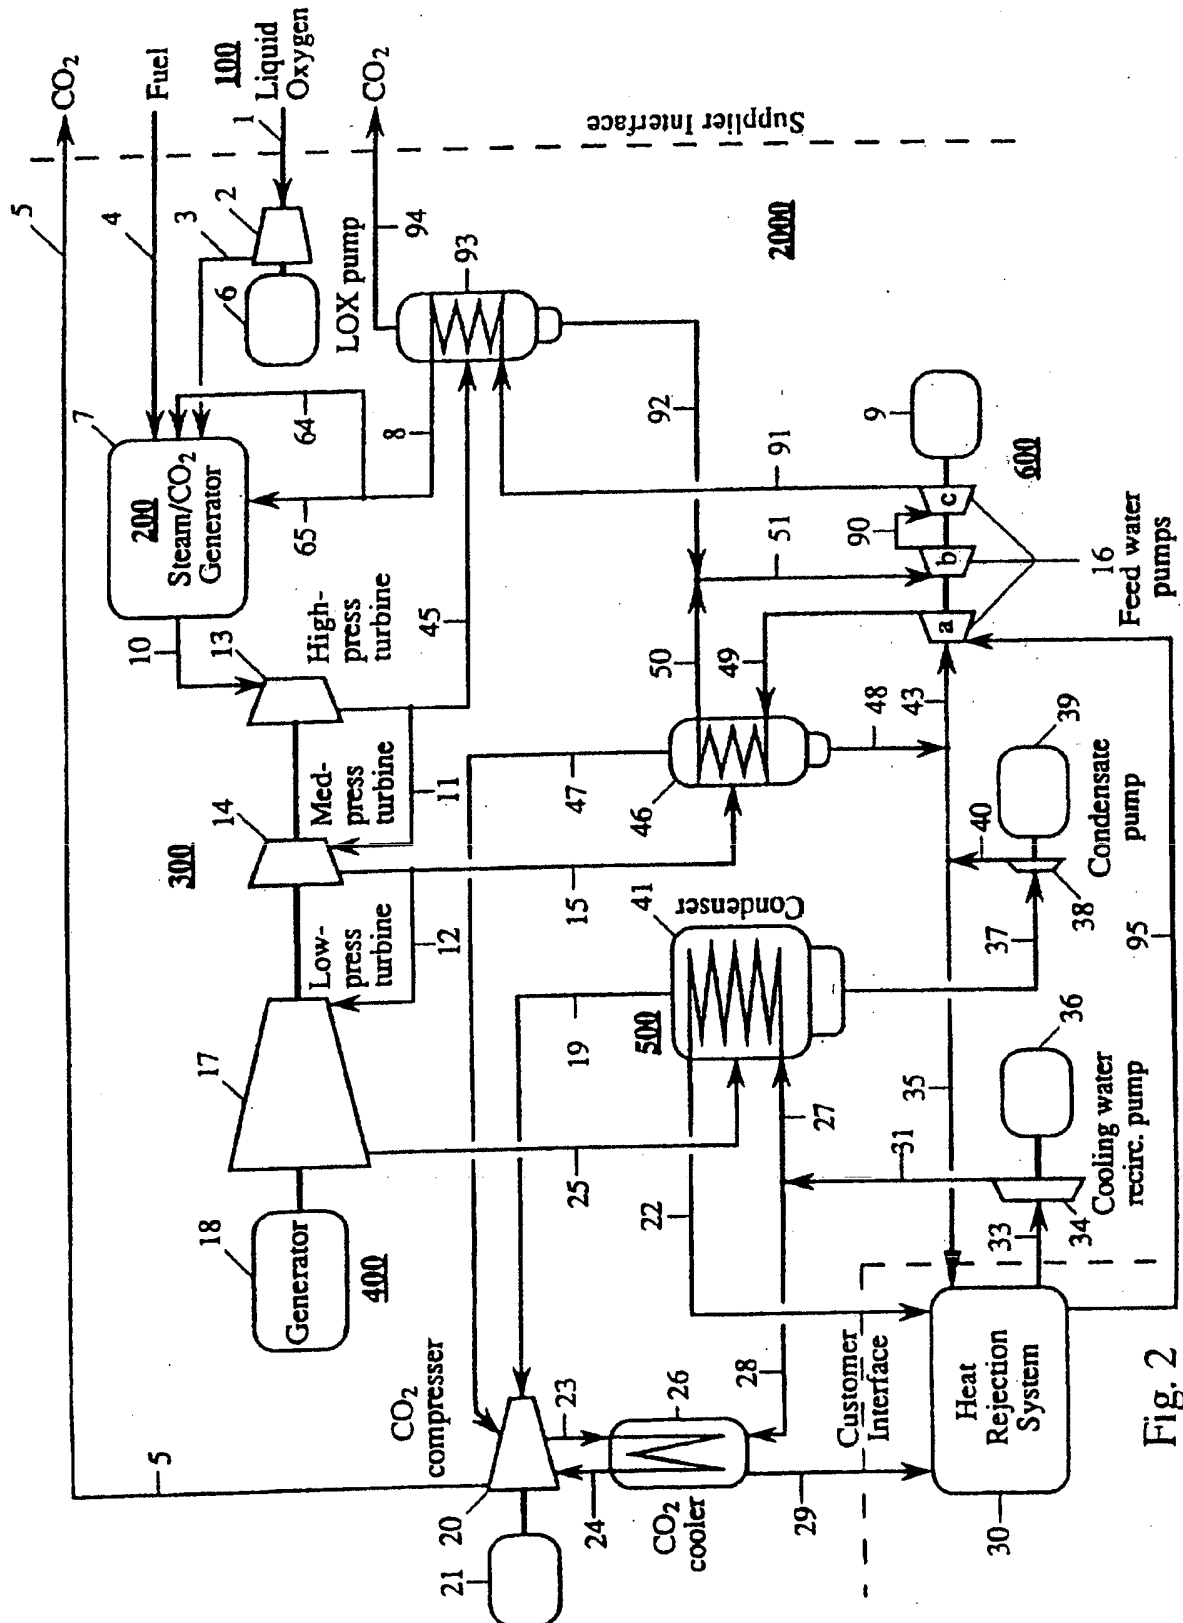 5
5
CO₂
21
20
CO₂
compresser
18
Generator
400
17
300
14
13
10
7
200
Steam/CO₂
Generator
4
3
2
1
6
Fuel
100
Liquid
Oxygen
LOX pump
CO₂
Low-
press
turbine
Med-
press
turbine
High-
press
turbine
12
11
45
65
64
8
94
93
24
23
CO₂
cooler
26
25
19
15
47
46
22
500
41
Condenser
50
49
92
Supplier Interface
29
28
27
48
51
91
2000
Customer
Interface
35
31
43
90
9
30
Heat
Rejection
System
33
34
36
Cooling water
recirc. pump
37
38
40
39
Condensate
pump
a
b
c
600
16
Feed water
pumps
95
Fig. 2